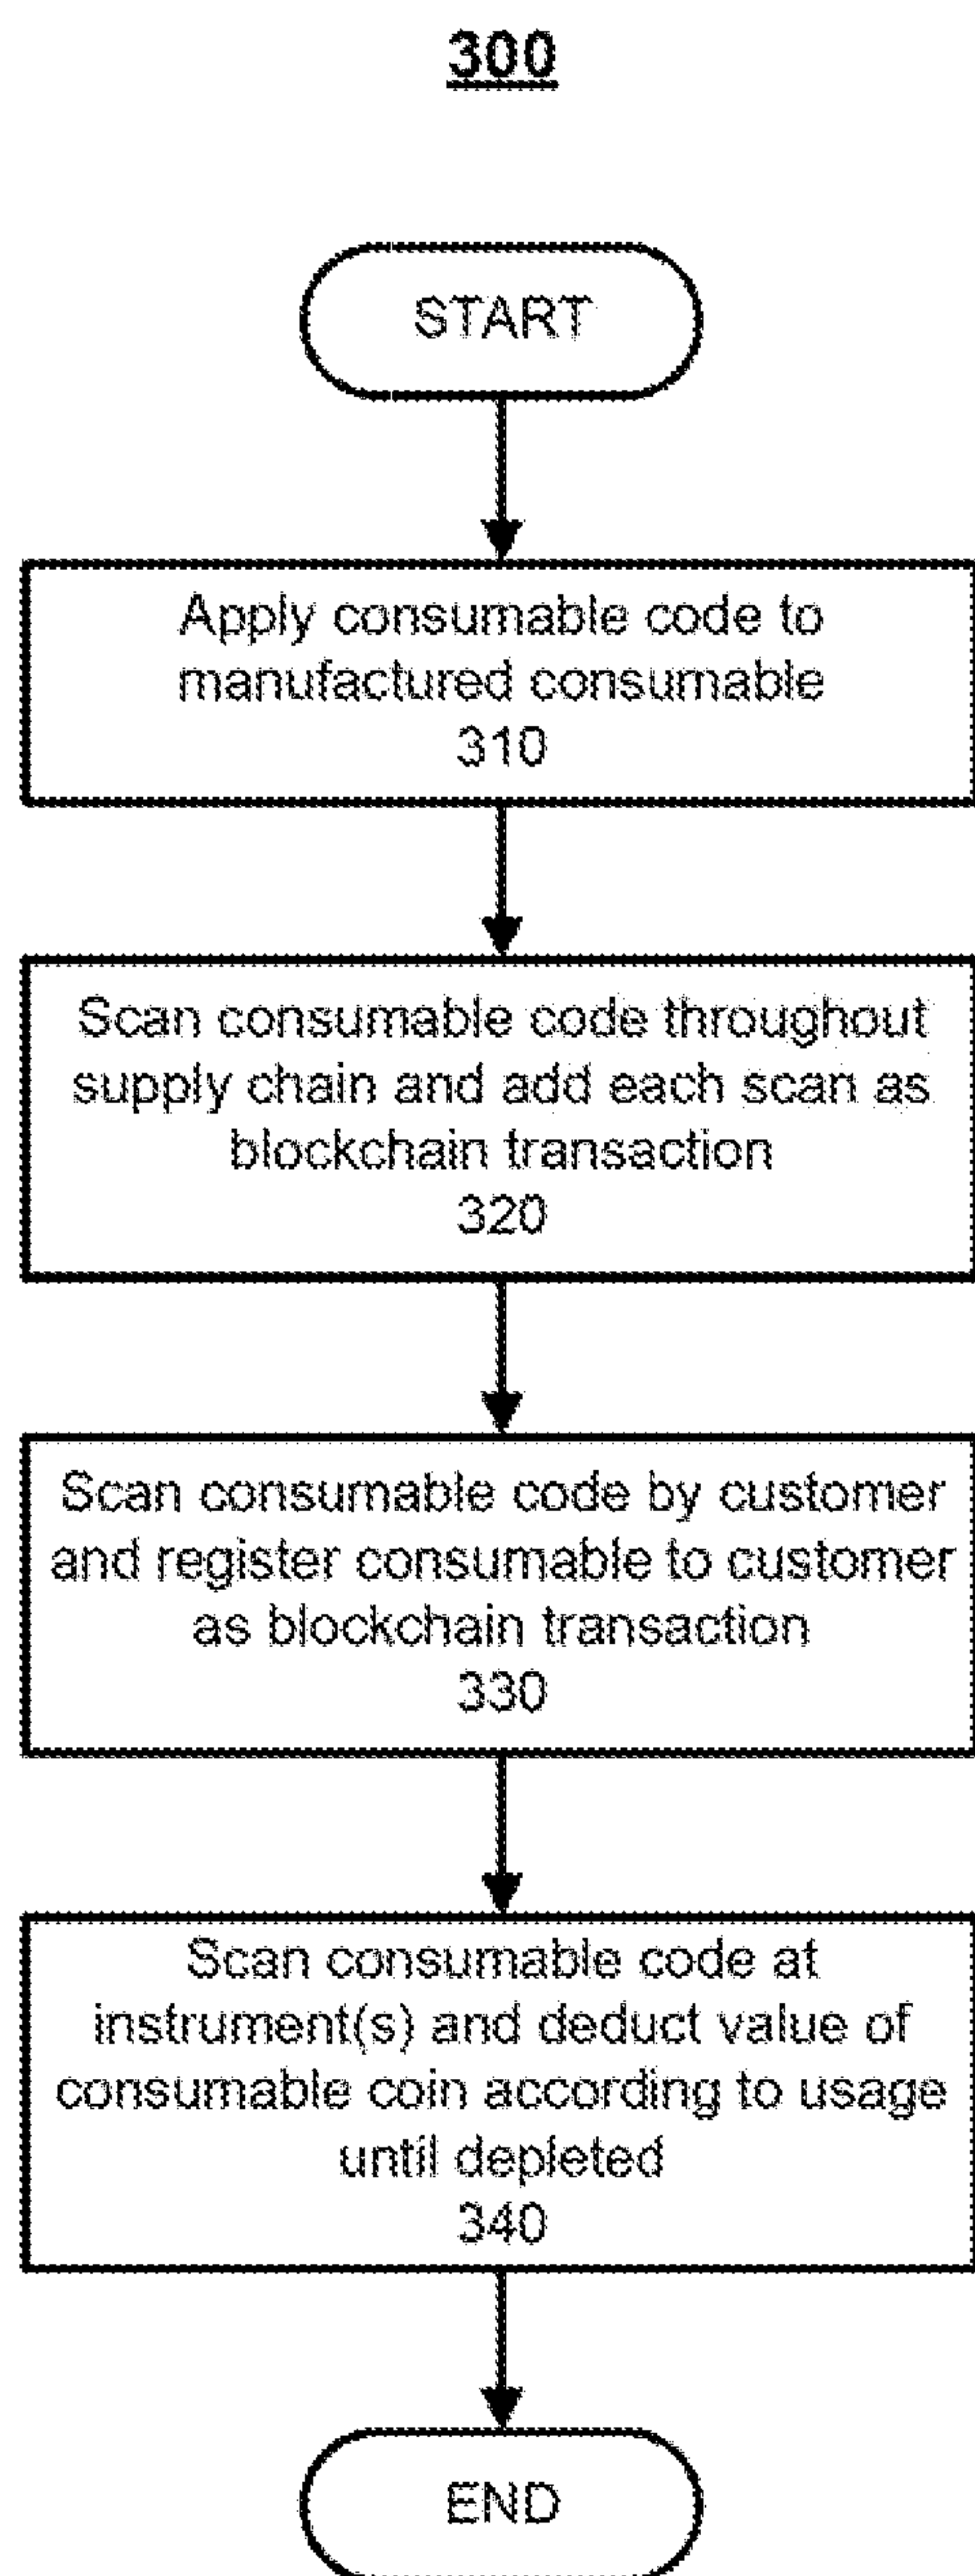 300
START
Apply consumable code to
manufactured consumable
310
Scan consumable code throughout
supply chain and add each scan as
blockchain transaction
320
Scan consumable code by customer
and register consumable to customer
as blockchain transaction
330
Scan consumable code at
instrument(s) and deduct value of
consumable coin according to usage
until depleted
340
END